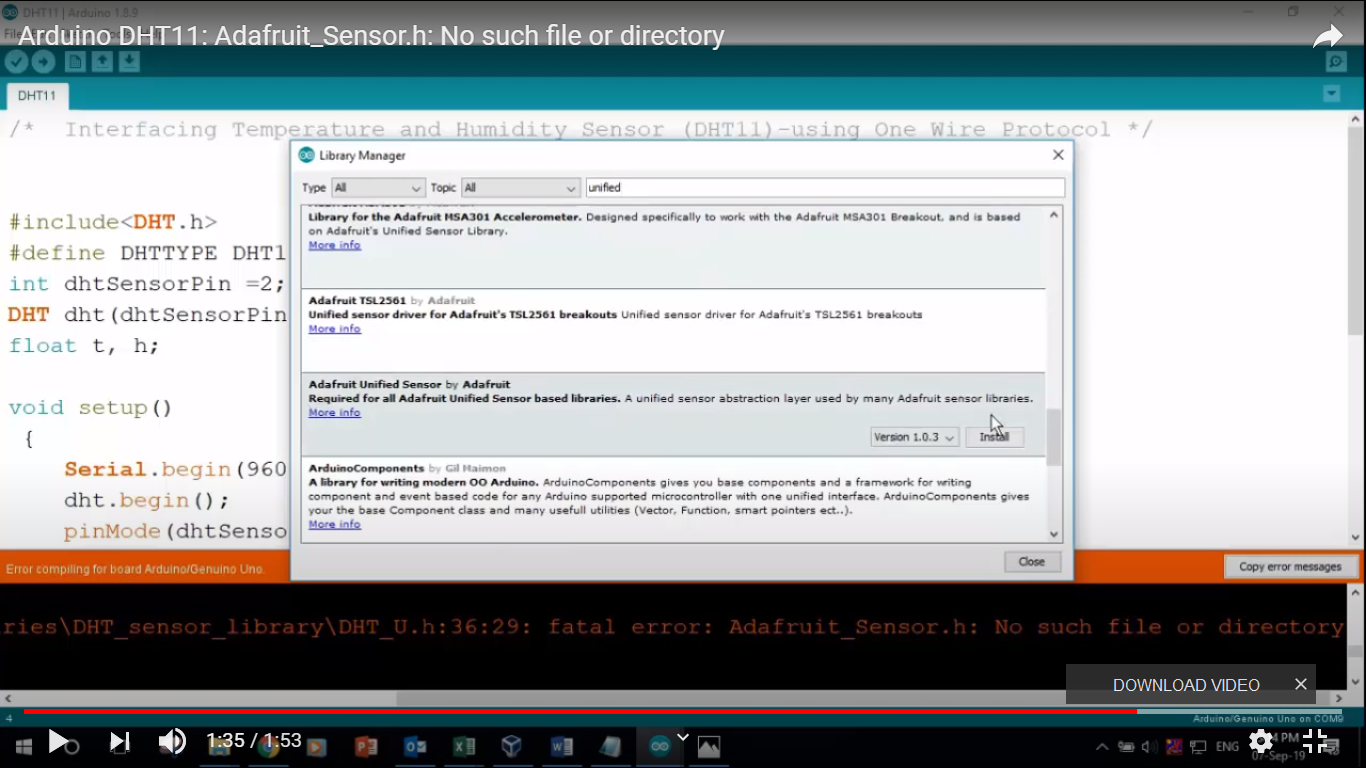 DHT11 | Arduino 1.8.9
Arduino DHT11: Adafruit_Sensor.h: No such file or directory
DHT11
/*  Interfacing Temperature and Humidity Sensor (DHT11)-using One Wire Protocol */
#include<DHT.h>
#define DHTTYPE DHT1
int dhtSensorPin =2;
DHT dht(dhtSensorPin
float t, h;
void setup()
{
Serial.begin(960
dht.begin();
pinMode(dhtSenso
Library Manager
Type All Topic All unified
Library for the Adafruit MSA301 Accelerometer. Designed specifically to work with the Adafruit MSA301 Breakout, and is based
on Adafruit's Unified Sensor Library.
More info
Adafruit TSL2561 by Adafruit
Unified sensor driver for Adafruit's TSL2561 breakouts Unified sensor driver for Adafruit's TSL2561 breakouts
More info
Adafruit Unified Sensor by Adafruit
Required for all Adafruit Unified Sensor based libraries. A unified sensor abstraction layer used by many Adafruit sensor libraries.
More info
Version 1.0.3 Install
ArduinoComponents by Gil Maimon
A library for writing modern OO Arduino. ArduinoComponents gives you base components and a framework for writing
component and event based code for any Arduino supported microcontroller with one unified interface. ArduinoComponents gives
your the base Component class and many usefull utilities (Vector, Function, smart pointers ect..).
More info
Close
Error compiling for board Arduino/Genuino Uno.
Copy error messages
ries\DHT_sensor_library\DHT_U.h:36:29: fatal error: Adafruit_Sensor.h: No such file or directory
DOWNLOAD VIDEO
4
Arduino/Genuino Uno on COM9
1:35 / 1:53
ENG
4 PM
07-Sep-19